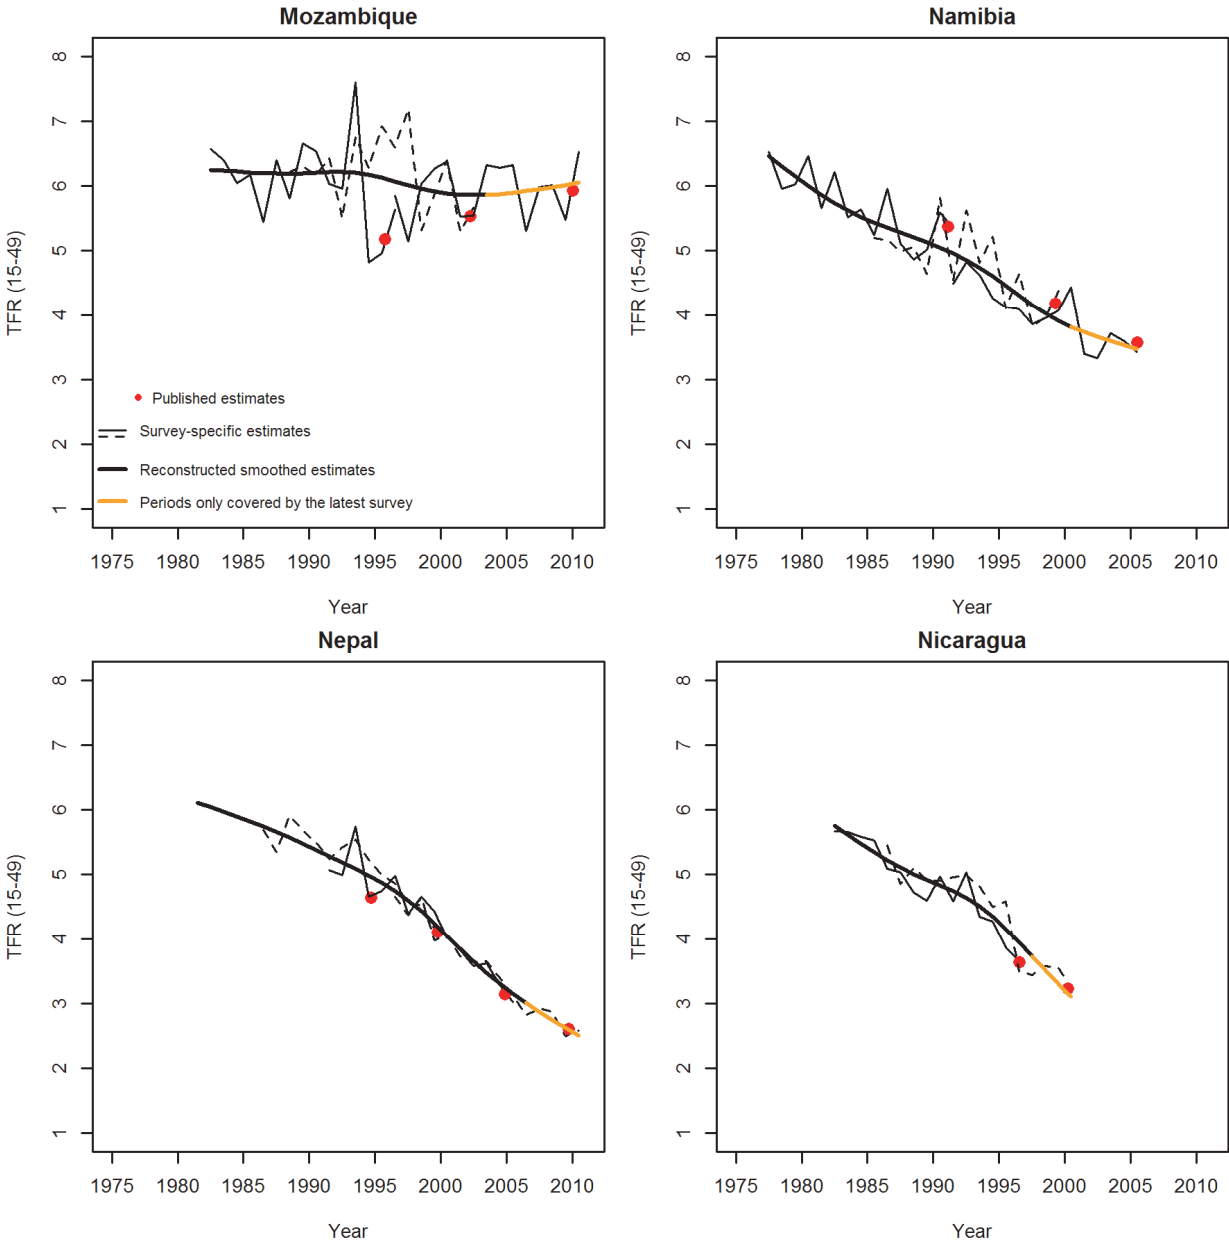 Mozambique
TFR (15-49)
8
7
6
5
4
3
2
1
Published estimates
Survey-specific estimates
Reconstructed smoothed estimates
Periods only covered by the latest survey
1975 1980 1985 1990 1995 2000 2005 2010
Year
Namibia
TFR (15-49)
8
7
6
5
4
3
2
1
1975 1980 1985 1990 1995 2000 2005 2010
Year
Nepal
TFR (15-49)
8
7
6
5
4
3
2
1
1975 1980 1985 1990 1995 2000 2005 2010
Year
Nicaragua
TFR (15-49)
8
7
6
5
4
3
2
1
1975 1980 1985 1990 1995 2000 2005 2010
Year